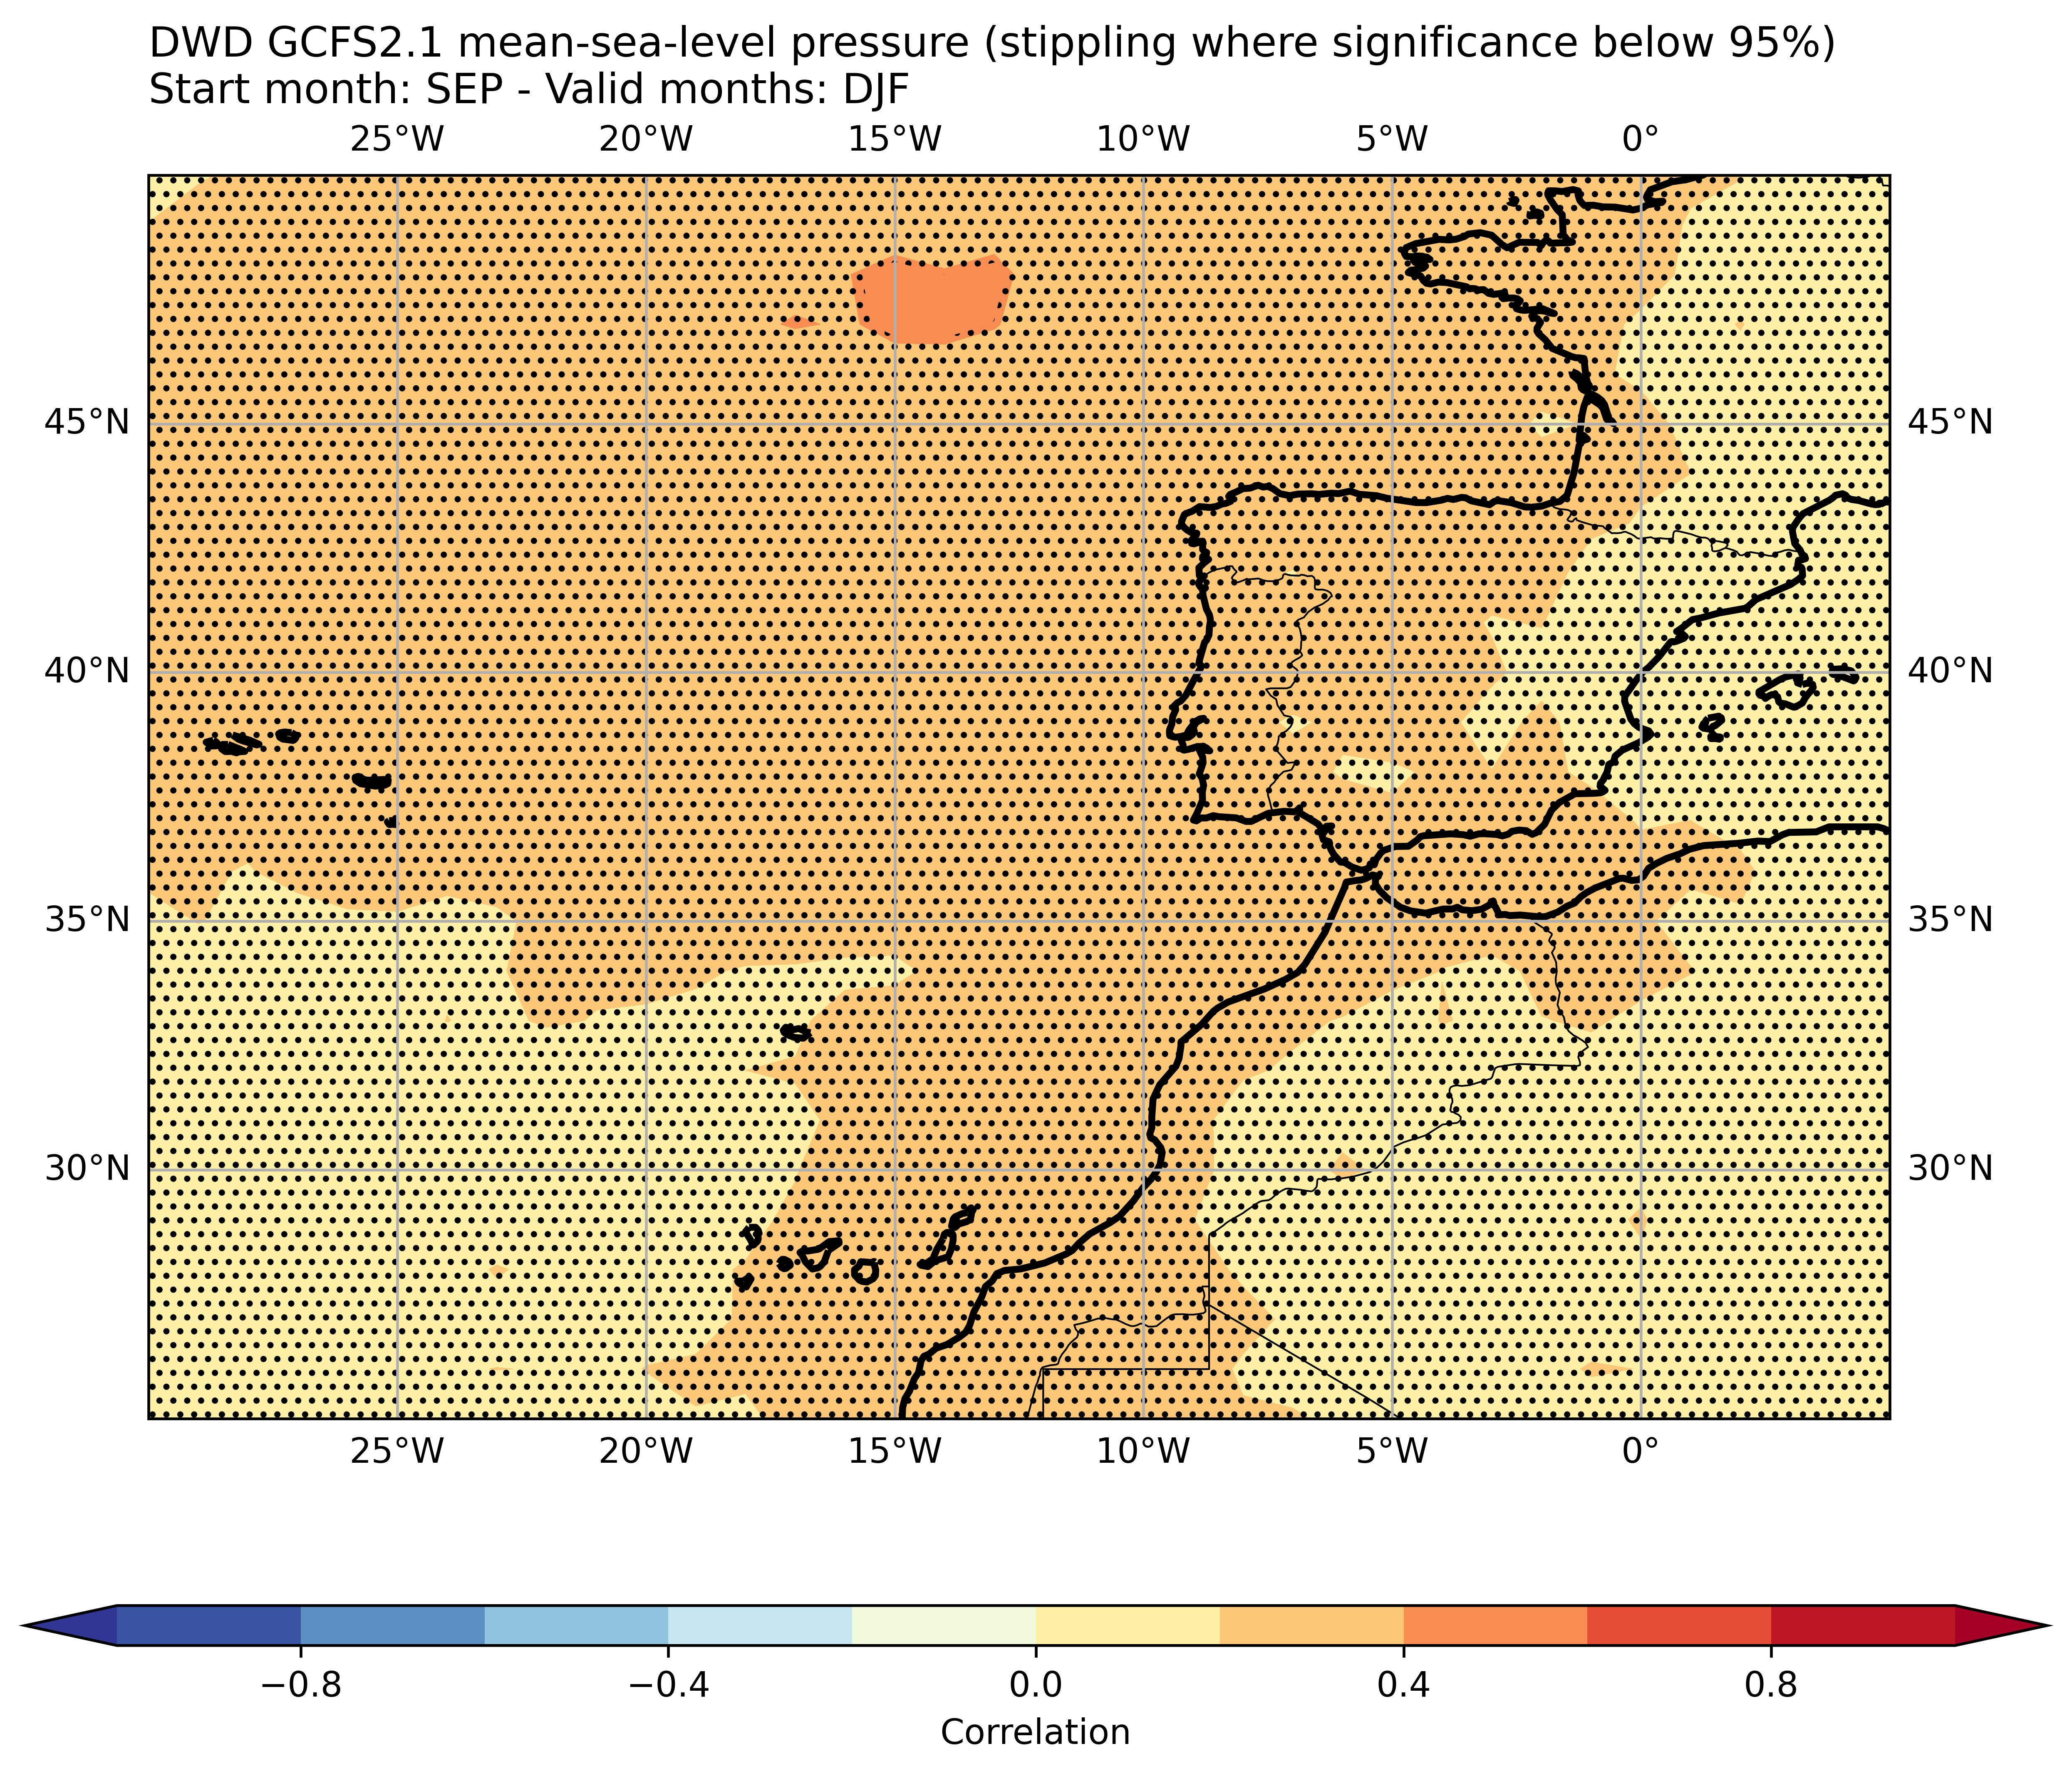 DWD GCFS2.1 mean-sea-level pressure (stippling where significance below 95%)
Start month: SEP - Valid months: DJF
25°W 20°W 15°W 10°W 5°W 0°
45°N 45°N
40°N 40°N
35°N 35°N
30°N 30°N
25°W 20°W 15°W 10°W 5°W 0°
−0.8 −0.4 0.0 0.4 0.8
Correlation